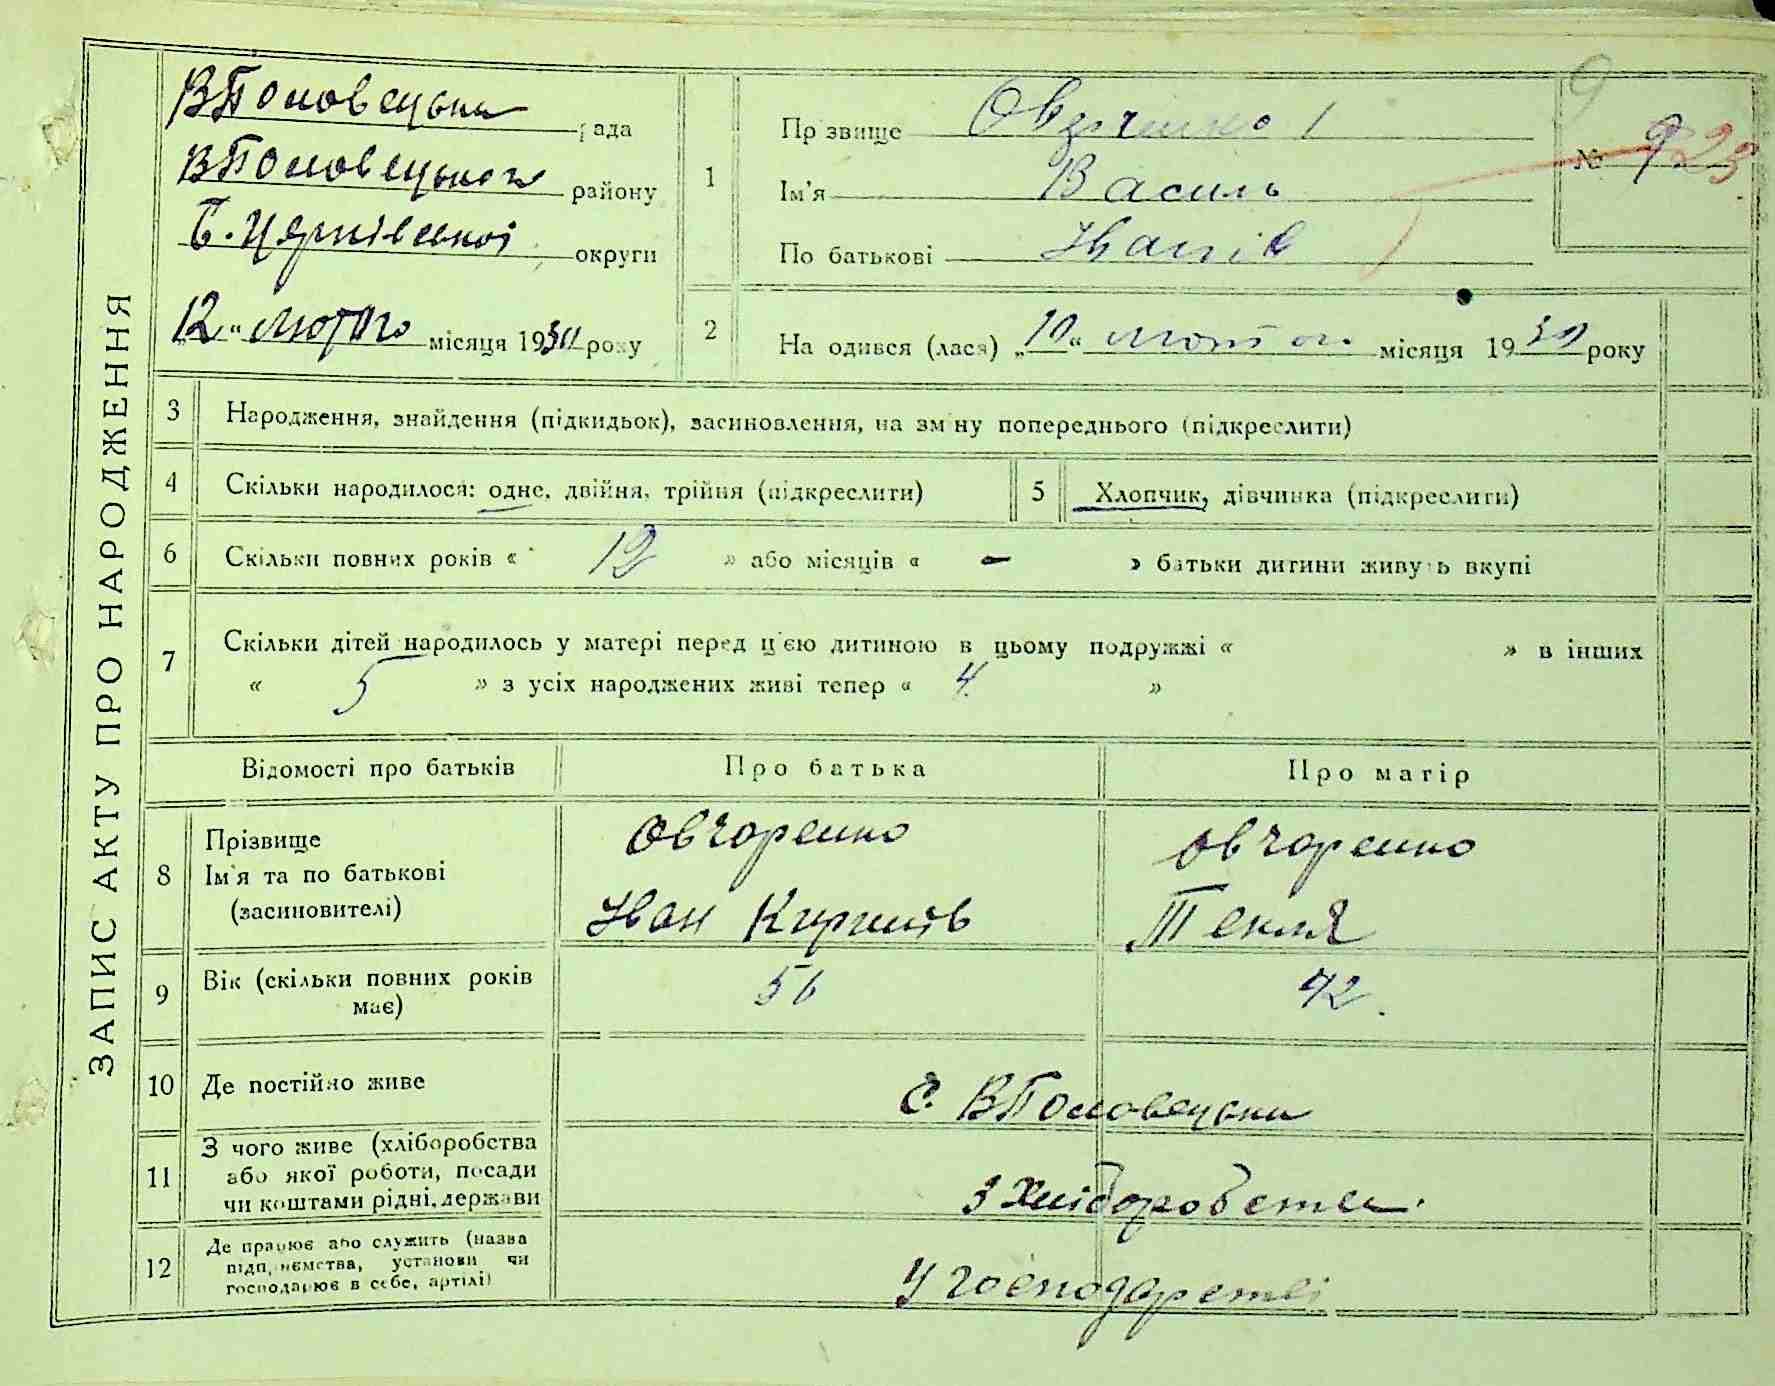 ЗАПИС АКТУ ПРО НАРОДЖЕННЯ
ВПоловецька рада
ВПоловецького району
Б. Церківської округи
„12“ лютого місяця 1930 року
1
Прізвище
Ім'я Василь
По батькові Іванів
9
№ 9 23
2
Народився (лася) „10“ лютого місяця 1930 року
3 Народження, знайдення (підкидьок), засиновлення, на зміну попереднього (підкреслити)
4 Скільки народилося: одне, двійня, трійня (підкреслити)
5 Хлопчик, дівчинка (підкреслити)
6 Скільки повних років « 12 » або місяців « – » батьки дитини живуть вкупі
7 Скільки дітей народилось у матері перед цією дитиною в цьому подружжі « » в інших
« 5 » з усіх народжених живі тепер « 4 »
Відомості про батьків Про батька Про матір
8 Прізвище Овчаренко Овчаренко
Ім'я та по батькові
(засиновителі) Іван Кирилів Текля
9 Вік (скільки повних років має) 56 42.
10 Де постійно живе С. ВПоловецьки
11 З чого живе (хліборобства
або якої роботи, посади
чи коштами рідні, держави З хліборобства.
12 Де працює або служить (назва
підприємства, установи чи
господарює в себе, артілі) У господарстві